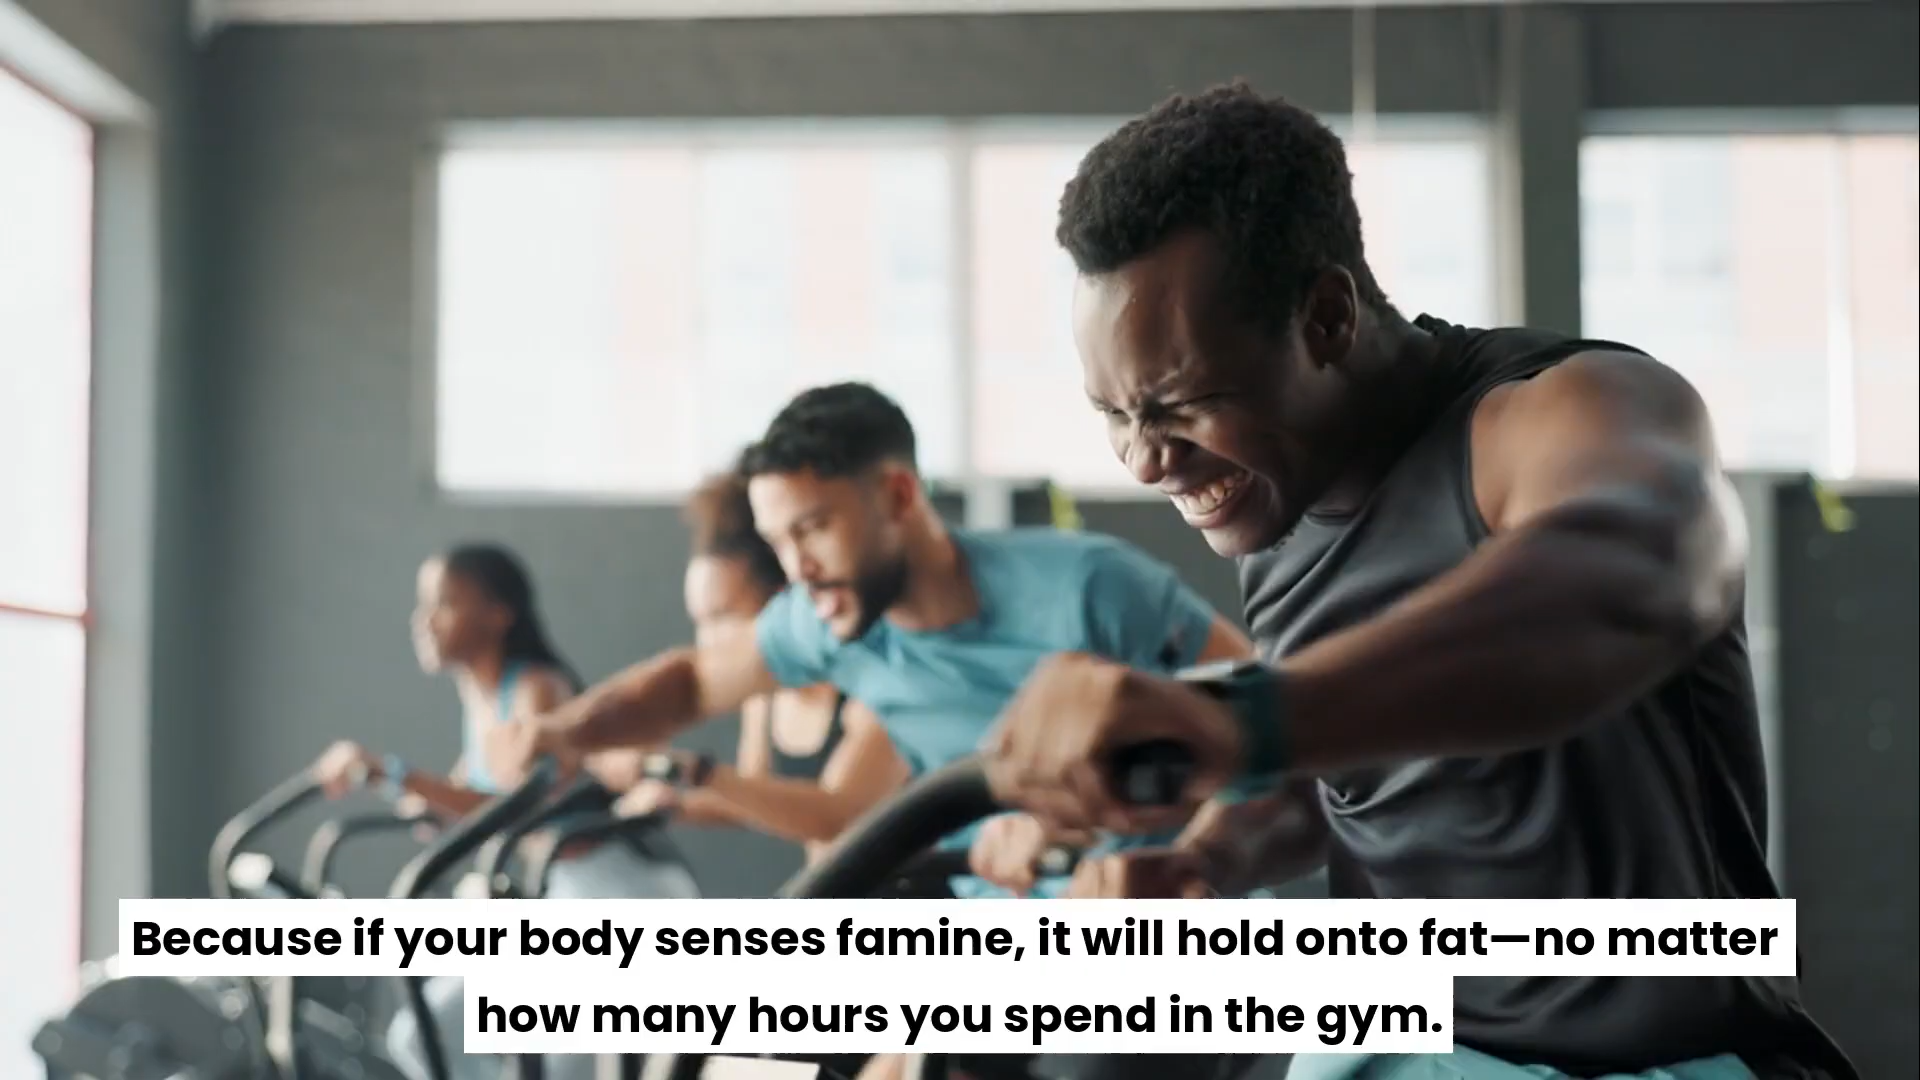 Because if your body senses famine, it will hold onto fat—no matter
how many hours you spend in the gym.